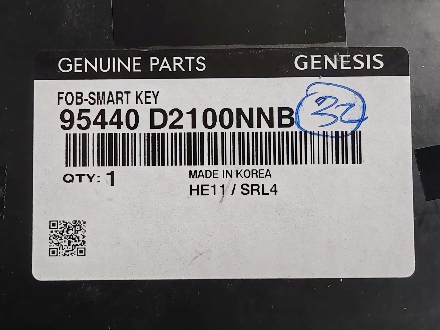 GENUINE PARTS GENESIS
FOB-SMART KEY
95440 D2100NNB 32
QTY: 1 MADE IN KOREA
HE11 / SRL4